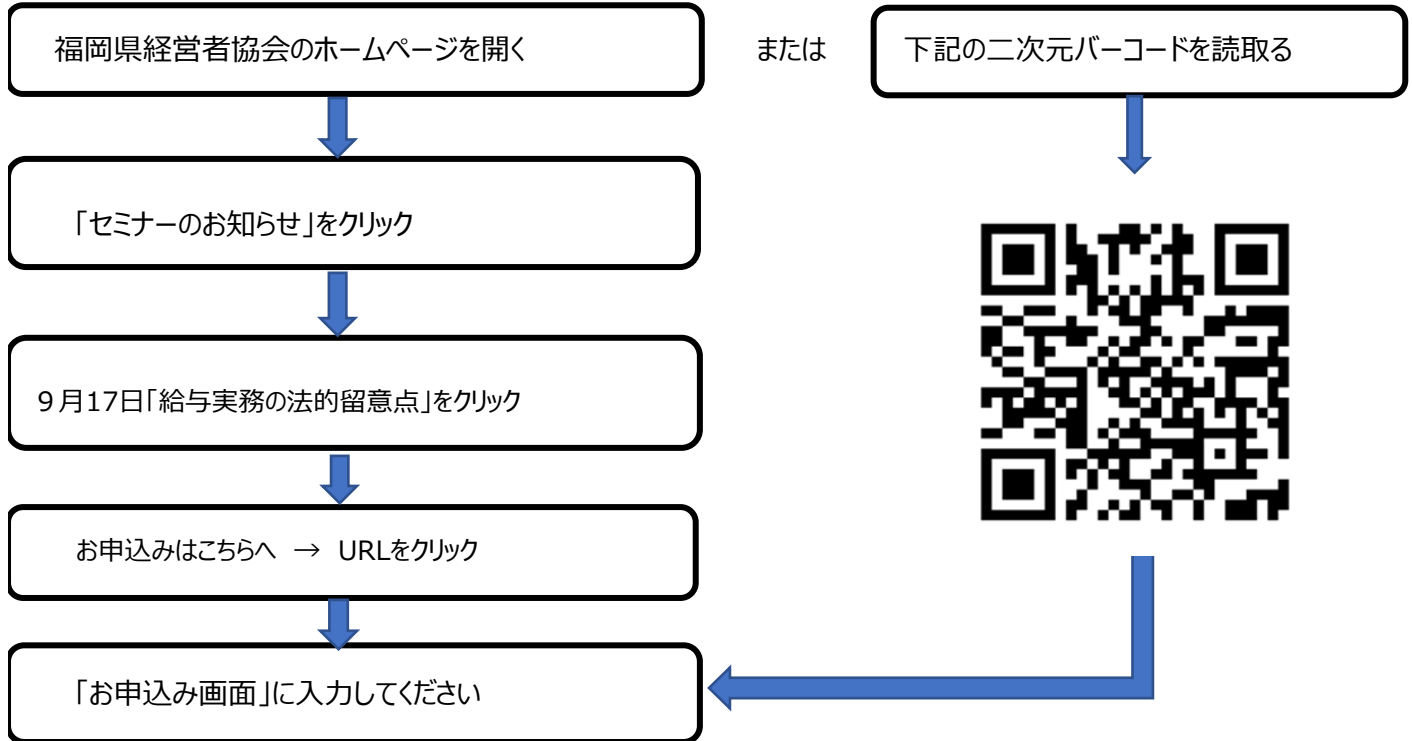 福岡県経営者協会のホームページを開く
または
下記の二次元バーコードを読取る
「セミナーのお知らせ」をクリック
９月17日「給与実務の法的留意点」をクリック
お申込みはこちらへ → URLをクリック
「お申込み画面」に入力してください